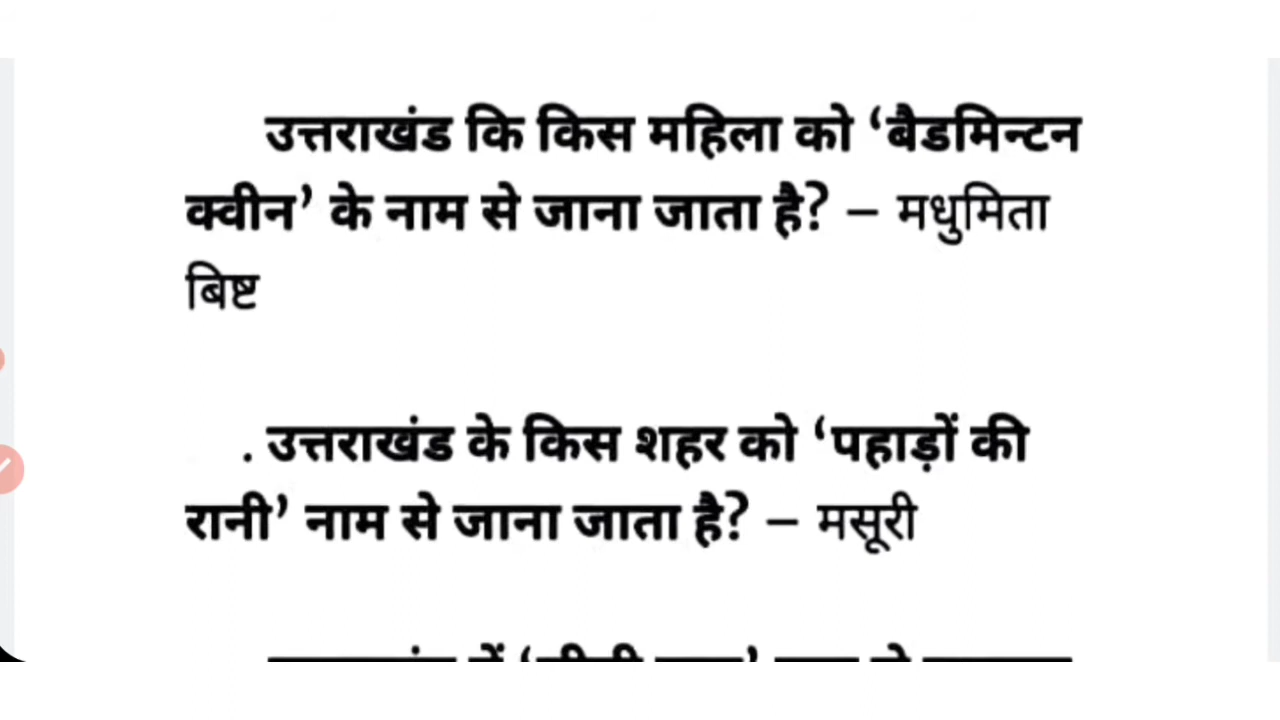 उत्तराखंड कि किस महिला को ‘बैडमिन्टन
क्वीन’ के नाम से जाना जाता है? – मधुमिता
बिष्ट
. उत्तराखंड के किस शहर को ‘पहाड़ों की
रानी’ नाम से जाना जाता है? – मसूरी